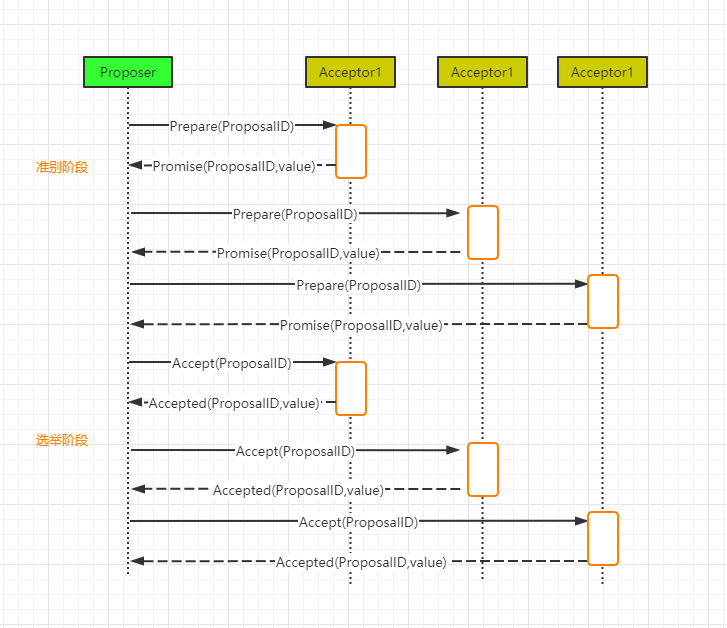 Proposer
Acceptor1
Acceptor1
Acceptor1
Prepare(ProposalID)
准别阶段
Promise(ProposalID,value)
Prepare(ProposalID)
Promise(ProposalID,value)
Prepare(ProposalID)
Promise(ProposalID,value)
Accept(ProposalID)
Accepted(ProposalID,value)
选举阶段
Accept(ProposalID)
Accepted(ProposalID,value)
Accept(ProposalID)
Accepted(ProposalID,value)